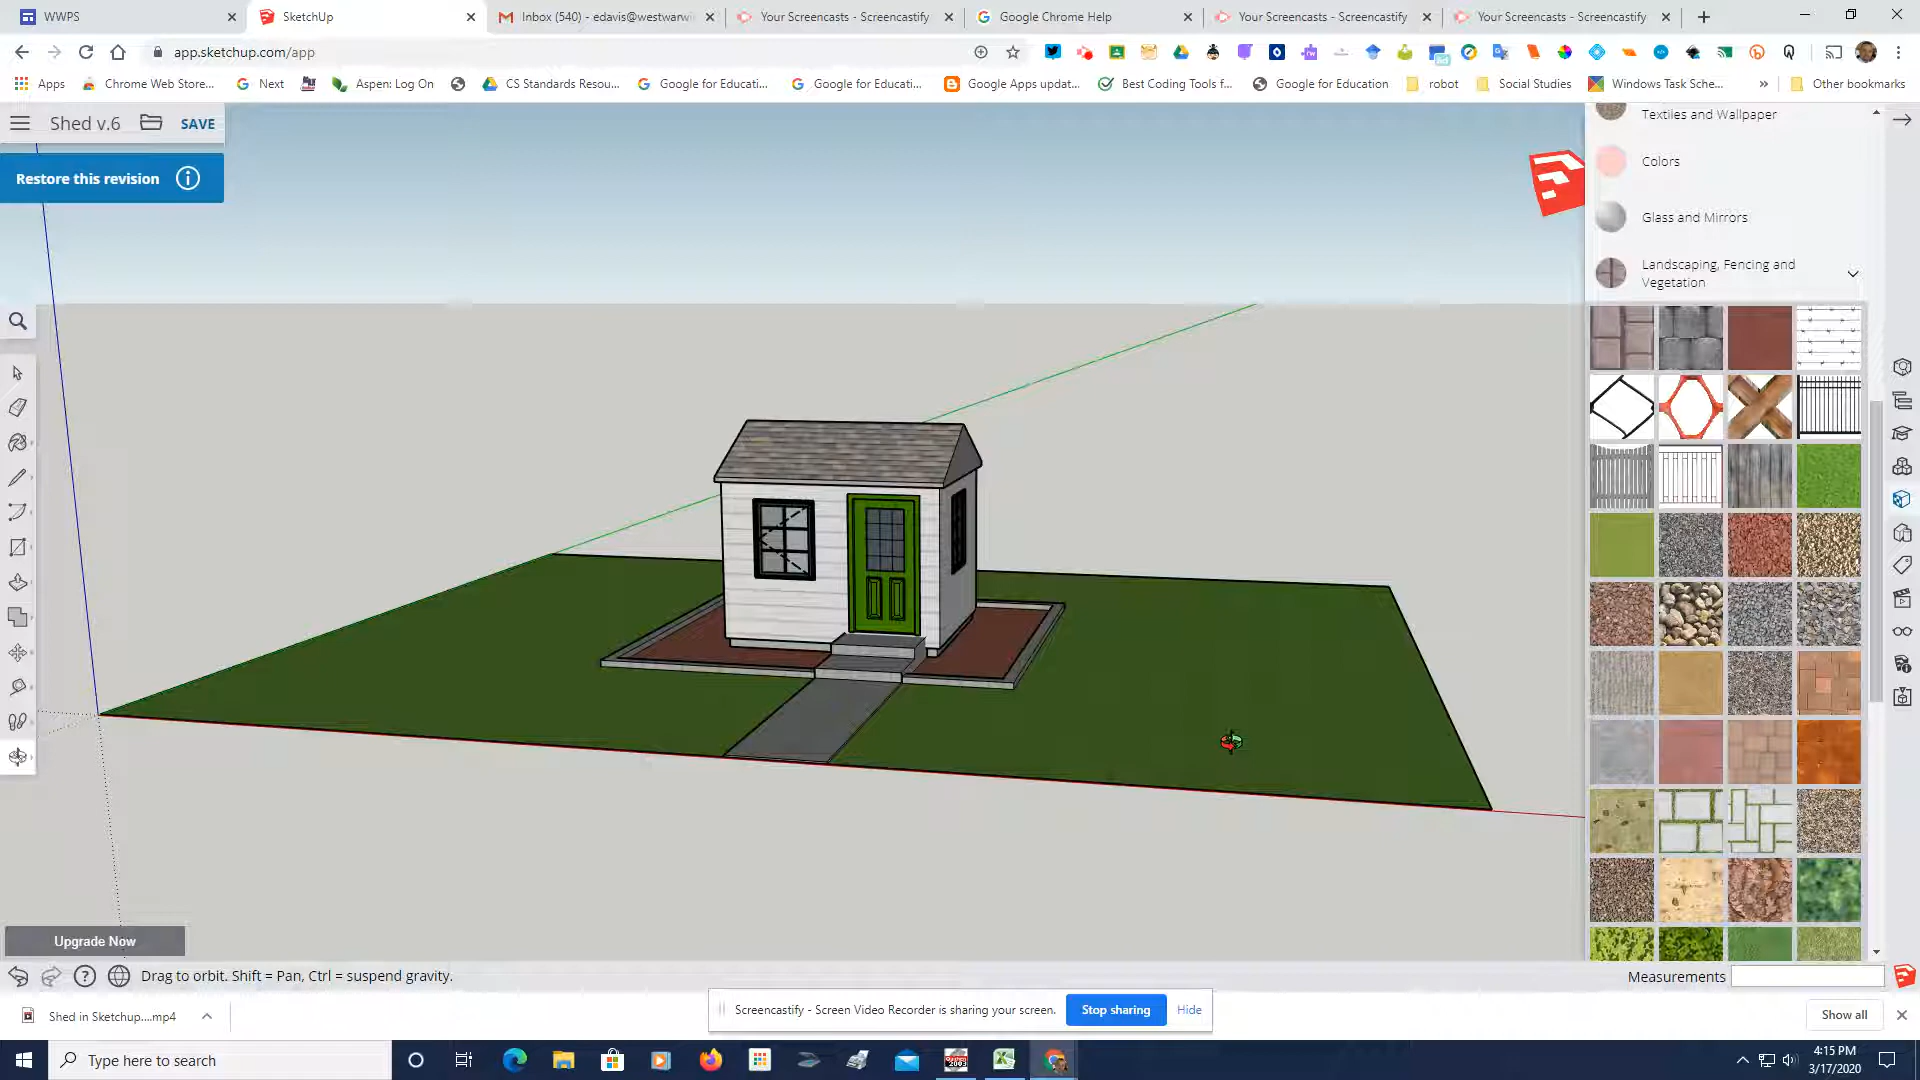 WWPS
SketchUp
Inbox (540) - edavis@westwarwi
Your Screencasts - Screencastify
Google Chrome Help
Your Screencasts - Screencastify
Your Screencasts - Screencastify
app.sketchup.com/app
Apps
Chrome Web Store...
Next
Aspen: Log On
CS Standards Resou...
Google for Educati...
Google for Educati...
Google Apps updat...
Best Coding Tools f...
Google for Education
robot
Social Studies
Windows Task Sche...
Other bookmarks
Shed v.6
SAVE
Restore this revision
Textiles and Wallpaper
Colors
Glass and Mirrors
Landscaping, Fencing and
Vegetation
Upgrade Now
Drag to orbit. Shift = Pan, Ctrl = suspend gravity.
Measurements
Shed in Sketchup....mp4
Screencastify - Screen Video Recorder is sharing your screen.
Stop sharing
Hide
Show all
Type here to search
4:15 PM
3/17/2020